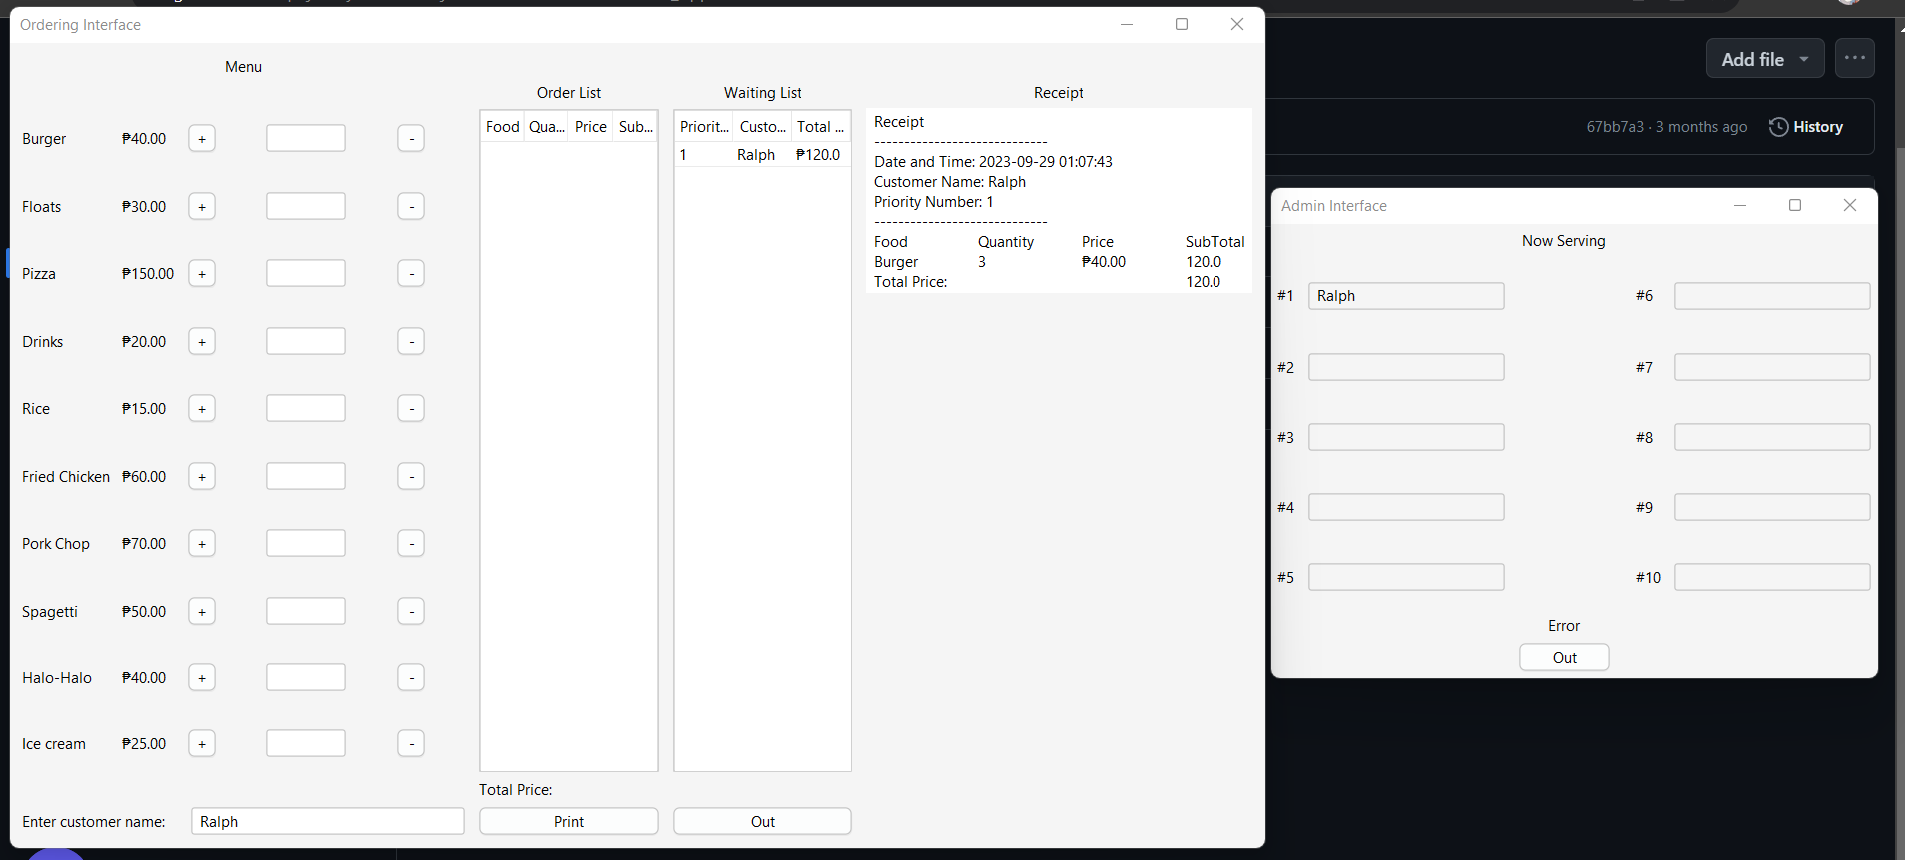 Ordering Interface
Menu
Burger ₱40.00 + -
Floats ₱30.00 + -
Pizza ₱150.00 + -
Drinks ₱20.00 + -
Rice ₱15.00 + -
Fried Chicken ₱60.00 + -
Pork Chop ₱70.00 + -
Spagetti ₱50.00 + -
Halo-Halo ₱40.00 + -
Ice cream ₱25.00 + -
Enter customer name: Ralph
Order List
Food Qua... Price Sub...
Total Price:
Print
Waiting List
Priorit... Custo... Total ...
1 Ralph ₱120.0
Out
Receipt
Receipt
-----------------------------
Date and Time: 2023-09-29 01:07:43
Customer Name: Ralph
Priority Number: 1
-----------------------------
Food Quantity Price SubTotal
Burger 3 ₱40.00 120.0
Total Price: 120.0
Add file ...
67bb7a3 · 3 months ago History
Admin Interface
Now Serving
#1 Ralph #6
#2 #7
#3 #8
#4 #9
#5 #10
Error
Out